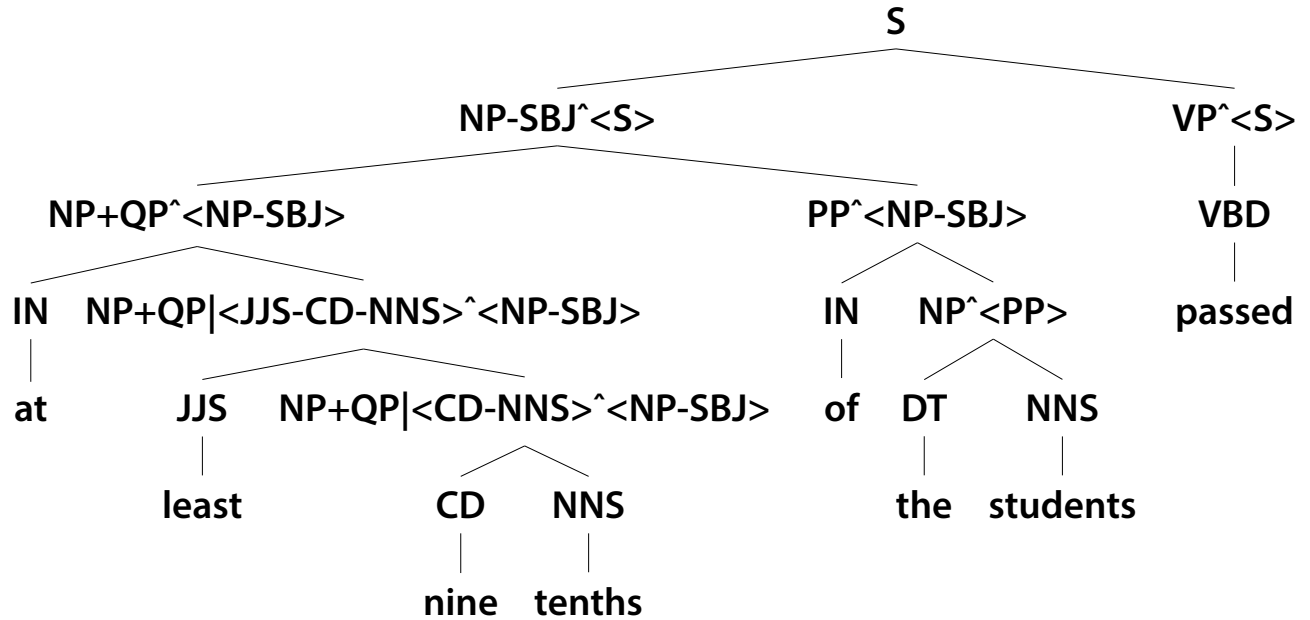 S
NP-SBJ^<S> VP^<S>
NP+QP^<NP-SBJ> PP^<NP-SBJ> VBD
IN NP+QP|<JJS-CD-NNS>^<NP-SBJ> IN NP^<PP> passed
at JJS NP+QP|<CD-NNS>^<NP-SBJ> of DT NNS
least CD NNS the students
nine tenths